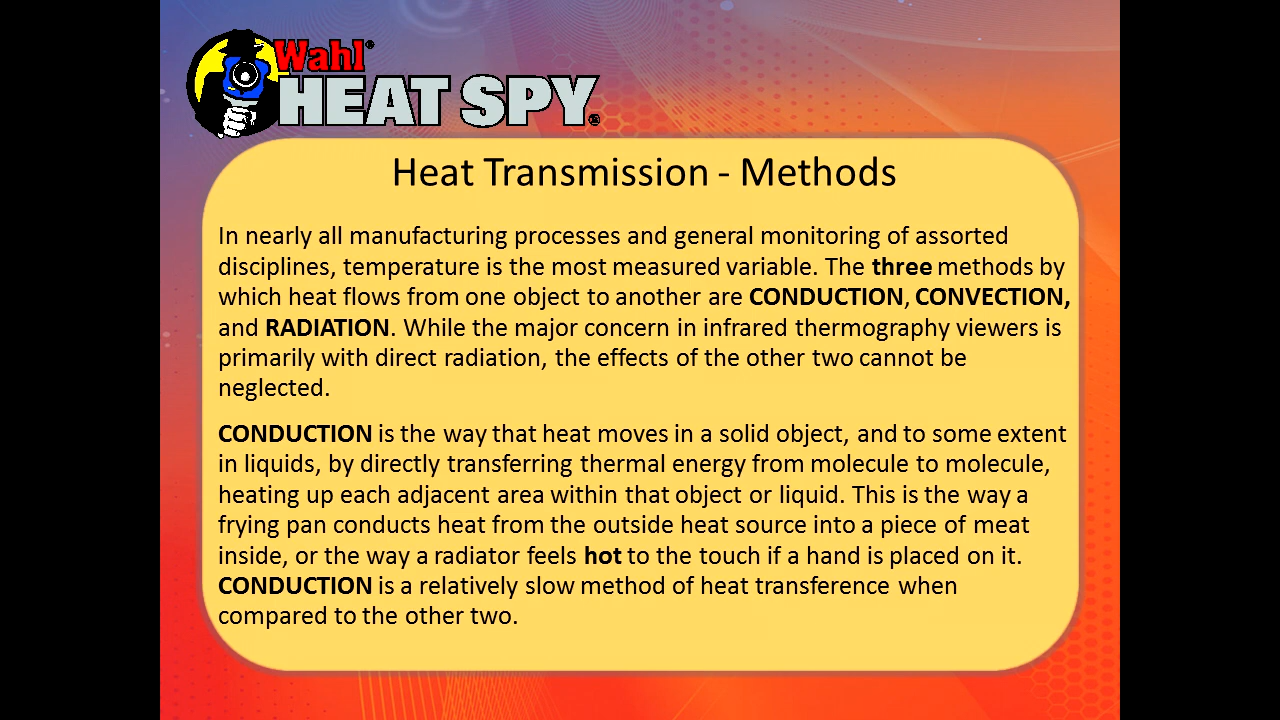 Wahl®
HEAT SPY®
Heat Transmission - Methods
In nearly all manufacturing processes and general monitoring of assorted
disciplines, temperature is the most measured variable. The three methods by
which heat flows from one object to another are CONDUCTION, CONVECTION,
and RADIATION. While the major concern in infrared thermography viewers is
primarily with direct radiation, the effects of the other two cannot be
neglected.
CONDUCTION is the way that heat moves in a solid object, and to some extent
in liquids, by directly transferring thermal energy from molecule to molecule,
heating up each adjacent area within that object or liquid. This is the way a
frying pan conducts heat from the outside heat source into a piece of meat
inside, or the way a radiator feels hot to the touch if a hand is placed on it.
CONDUCTION is a relatively slow method of heat transference when
compared to the other two.